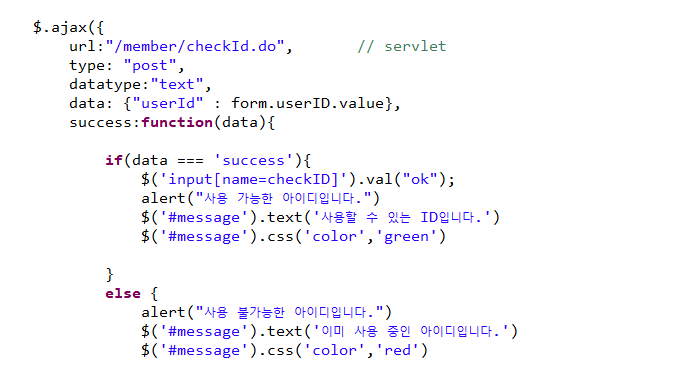 $.ajax({
url:"/member/checkId.do", // servlet
type: "post",
datatype:"text",
data: {"userId" : form.userID.value},
success:function(data){
if(data === 'success'){
$('input[name=checkID]').val("ok");
alert("사용 가능한 아이디입니다.")
$('#message').text('사용할 수 있는 ID입니다.')
$('#message').css('color','green')
}
else {
alert("사용 불가능한 아이디입니다.")
$('#message').text('이미 사용 중인 아이디입니다.')
$('#message').css('color','red')